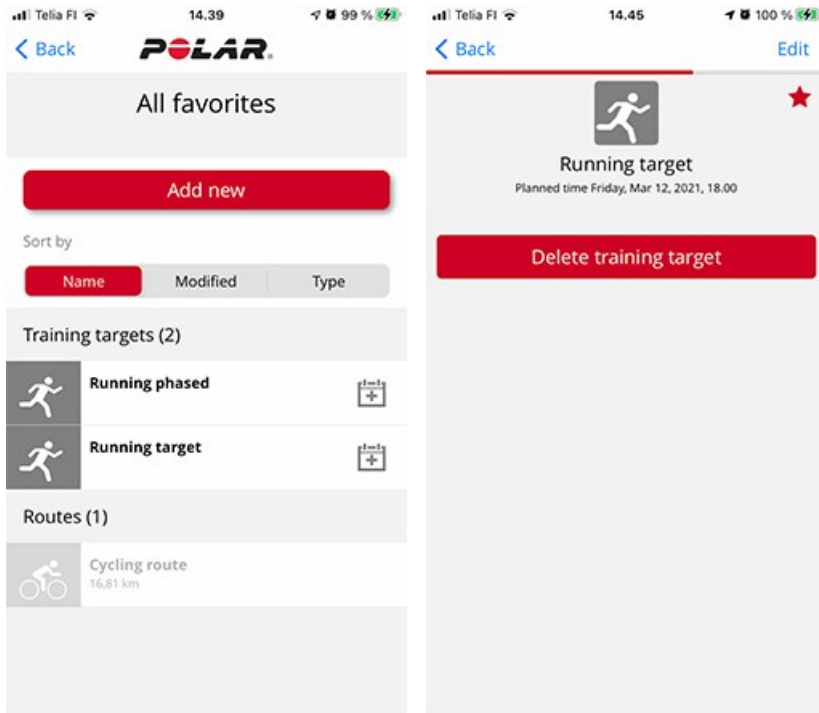 Telia FI 14.39 99 %
Back POLAR.
All favorites
Add new
Sort by
Name Modified Type
Training targets (2)
Running phased
Running target
Routes (1)
Cycling route
16,81 km
Telia FI 14.45 100 %
Back Edit
Running target
Planned time Friday, Mar 12, 2021, 18.00
Delete training target